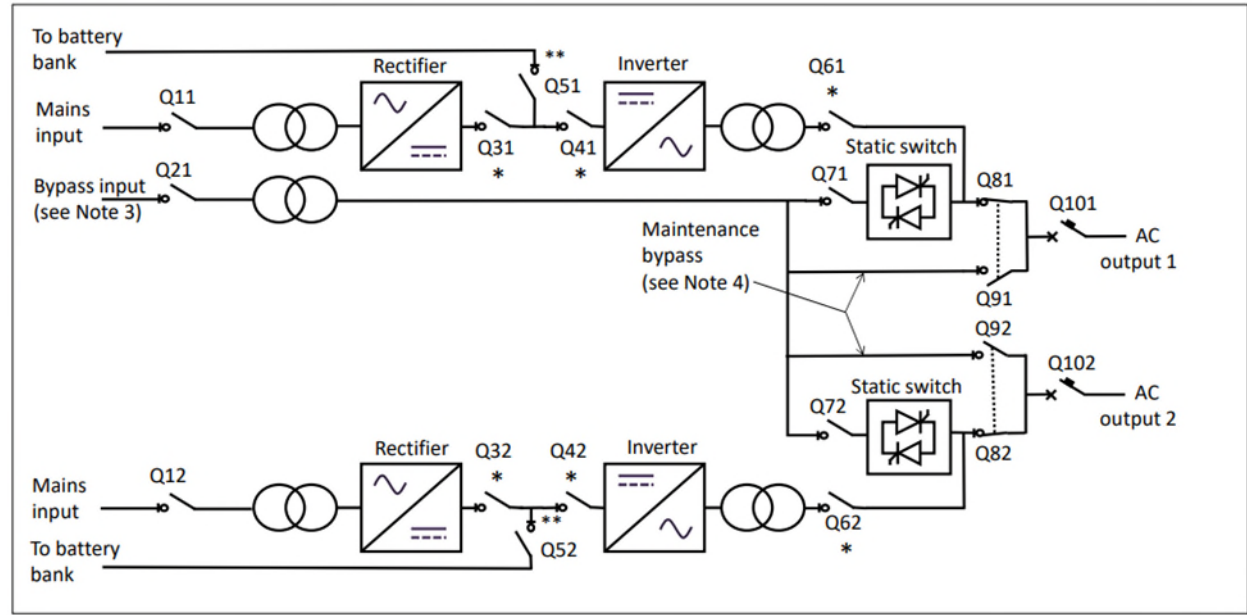 To battery
bank
**
Rectifier
Inverter
Q51
Q61
*
Mains
input
Q11
Q31
*
Q41
*
Static switch
Bypass input
(see Note 3)
Q21
Q71
Q81
Q101
AC
output 1
Maintenance
bypass
(see Note 4)
Q91
Q92
Q102
AC
output 2
Static switch
Q72
Q82
Rectifier
Q32
*
Q42
*
Inverter
Mains
input
Q12
**
Q52
Q62
*
To battery
bank